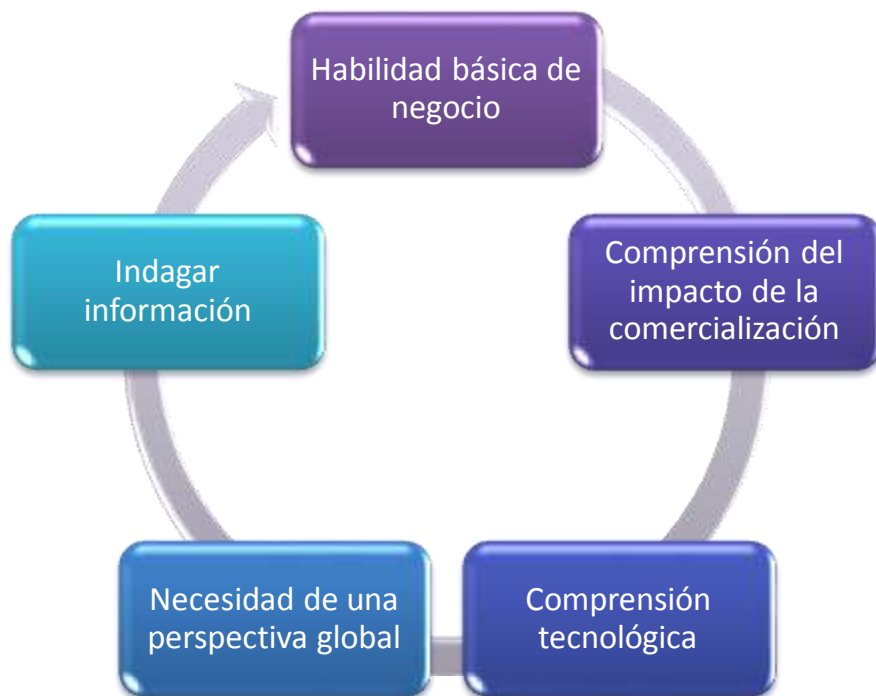 Habilidad básica de
negocio
Comprensión del
impacto de la
comercialización
Comprensión
tecnológica
Necesidad de una
perspectiva global
Indagar
información